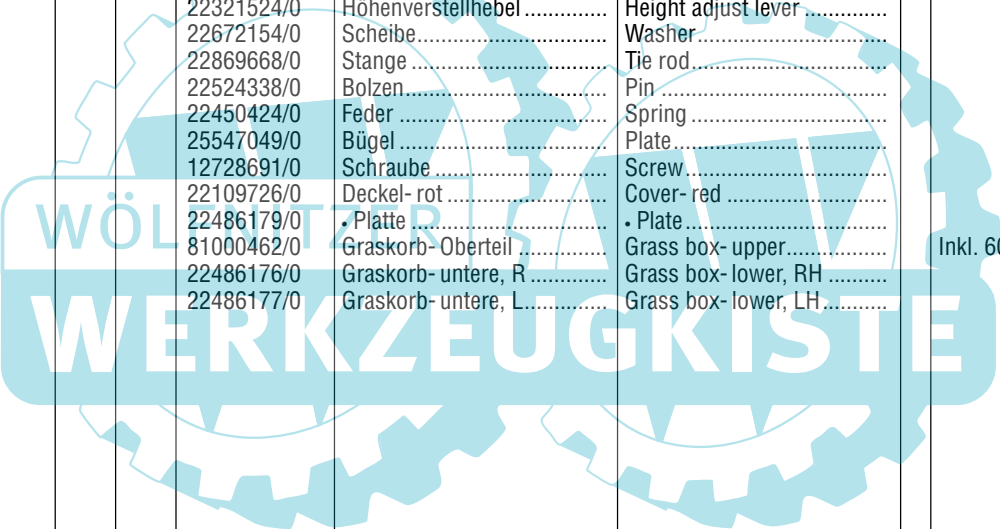 22321524/0 Höhenverstellhebel .............. Height adjust lever .............
22672154/0 Scheibe................................ Washer................................
22869668/0 Stange ................................. Tie rod.................................
22524338/0 Bolzen.................................. Pin .......................................
22450424/0 Feder ................................... Spring .................................
25547049/0 Bügel ................................... Plate....................................
12728691/0 Schraube ............................. Screw ..................................
22109726/0 Deckel- rot ........................... Cover- red ...........................
22486179/0 • Platte ................................. • Plate..................................
81000462/0 Graskorb- Oberteil ............... Grass box- upper................. Inkl. 60
22486176/0 Graskorb- untere, R ............. Grass box- lower, RH ..........
22486177/0 Graskorb- untere, L.............. Grass box- lower, LH...........
WÖLFNITZER
WERKZEUGKISTE